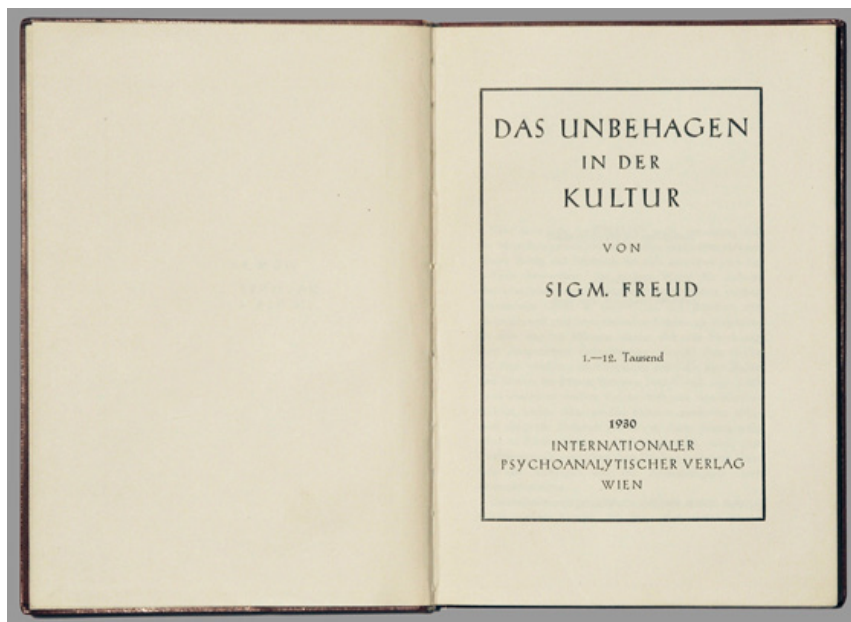 DAS UNBEHAGEN
IN DER
KULTUR
VON
SIGM. FREUD
1.—12. Tausend
1930
INTERNATIONALER
PSYCHOANALYTISCHER VERLAG
WIEN